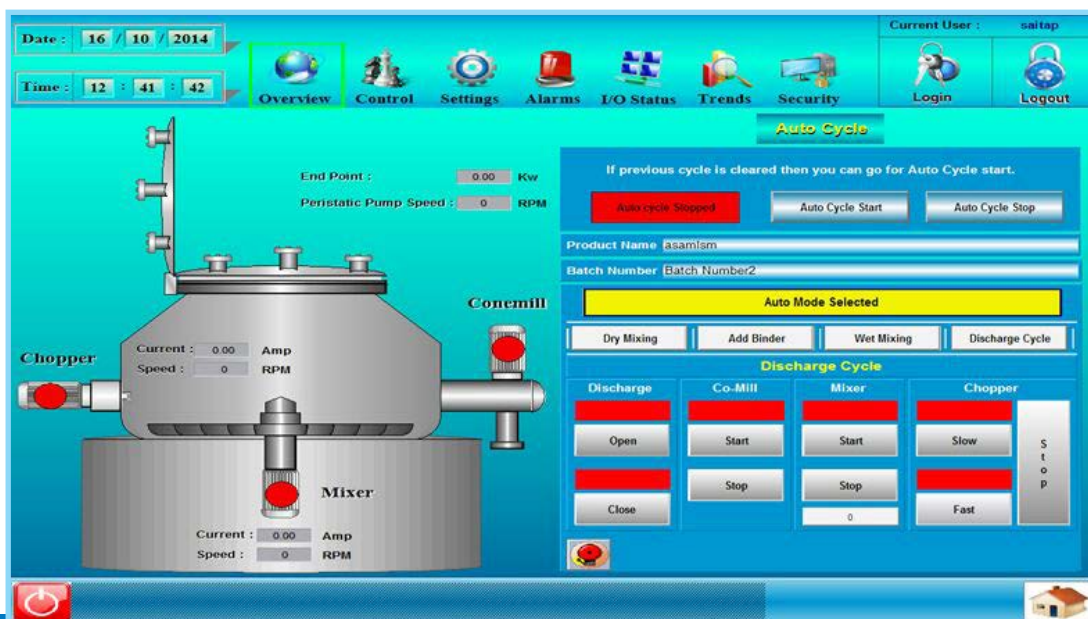 Date : 16 / 10 / 2014
Time : 12 : 41 : 42
Overview Control Settings Alarms I/O Status Trends Security
Current User : saitap
Login Logout
Auto Cycle
If previous cycle is cleared then you can go for Auto Cycle start.
Auto cycle Stopped Auto Cycle Start Auto Cycle Stop
Product Name asamlsm
Batch Number Batch Number2
Auto Mode Selected
Dry Mixing Add Binder Wet Mixing Discharge Cycle
Discharge Cycle
Discharge Co-Mill Mixer Chopper
Open Start Start Slow
Stop
Stop Stop
Close 0 Fast
End Point : 0.00 Kw
Peristatic Pump Speed : 0 RPM
Conemill
Chopper
Current : 0.00 Amp
Speed : 0 RPM
Mixer
Current : 0.00 Amp
Speed : 0 RPM